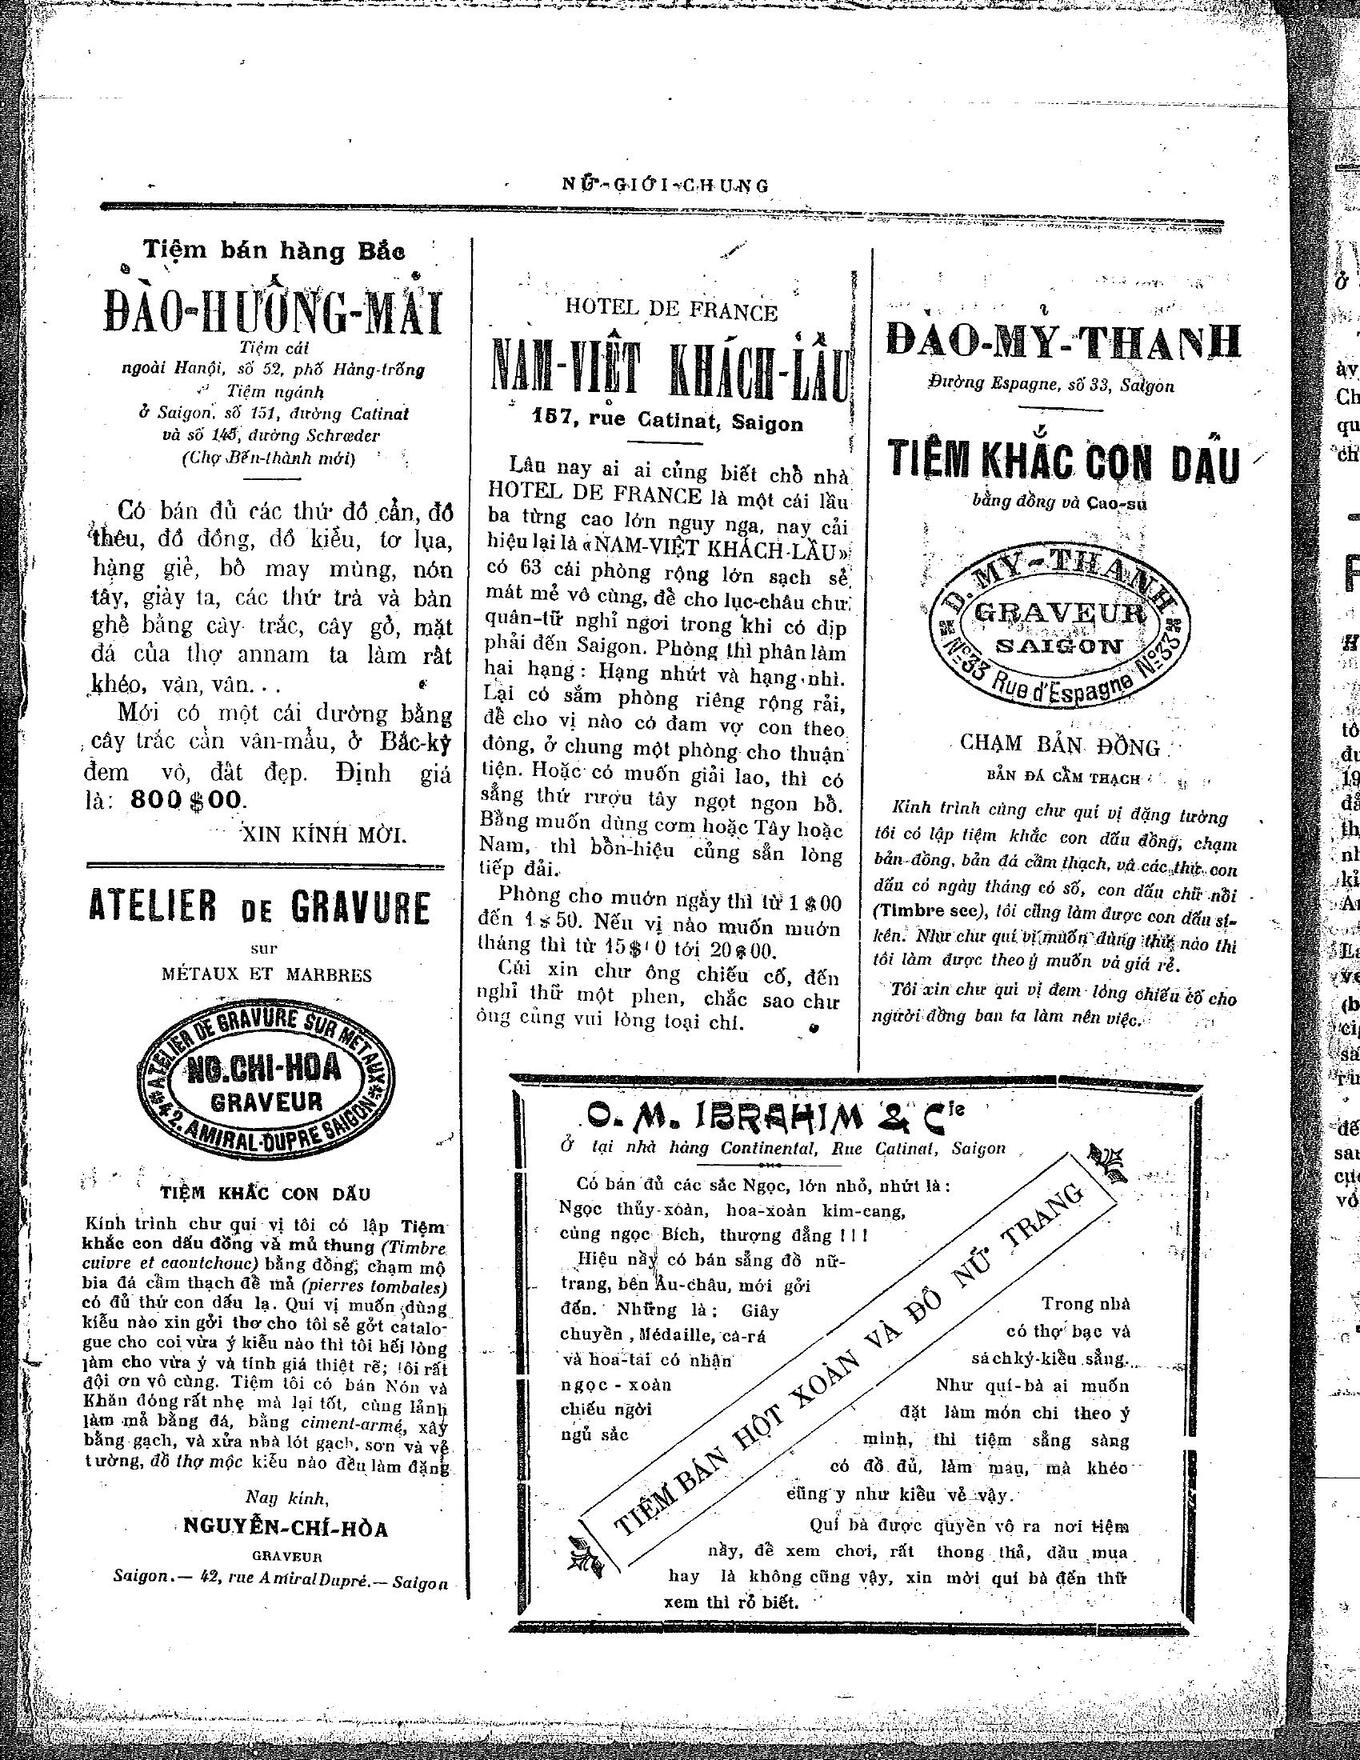 NỮ-GIỚI-CHUNG
Tiệm bán hàng Bắc
ĐÀO-HƯỚNG-MÃI
Tiệm cái
ngoài Hanội, số 52, phố Hàng-trống
Tiệm ngánh
ở Saigon, số 151, đường Catinat
và số 145, đường Schrœder
(Chợ Bến-thành mới)
Có bán đủ các thứ đồ cẩn, đồ
thêu, đồ đồng, đồ kiểu, tơ lụa,
hàng giẻ, bố may mùng, nón
tây, giày ta, các thứ trà và bàn
ghế bằng cây trắc, cây gỏ, mặt
đá của thợ annam ta làm rất
khéo, vân, vân...
Mới có một cái dường bằng
cây trắc cẩn vân-mẫu, ở Bắc-kỳ
đem vô, đắt đẹp. Định giá
là: 800$00.
XIN KÍNH MỜI.
ATELIER DE GRAVURE
sur
MÉTAUX ET MARBRES
ATELIER DE GRAVURE SUR METAUX
NG.CHI-HOA
GRAVEUR
42. AMIRAL-DUPRE SAIGON
TIỆM KHẮC CON DẤU
Kính trình chư quí vị tôi có lập Tiệm
khắc con dấu đồng và mủ thung (Timbre
cuivre et caoutchouc) bằng đồng; chạm mộ
bia đá cẩm thạch đề mả (pierres tombales)
có đủ thứ con dấu lạ. Quí vị muốn dùng
kiểu nào xin gởi thơ cho tôi sẻ gởt catalo-
gue cho coi vừa ý kiểu nào thì tôi hếi lòng
làm cho vừa ý và tính giá thiệt rẽ; tôi rất
đội ơn vô cùng. Tiệm tôi có bán Nón và
Khăn đóng rất nhẹ mà lại tốt, cùng lảnh
làm mả bằng đá, bằng ciment-armé, xây
bằng gạch, và xửa nhà lót gạch, sơn và vẻ
tường, đồ thợ mộc kiểu nào đều làm đặng
Nay kính,
NGUYỄN-CHÍ-HÒA
GRAVEUR
Saigon.— 42, rue Amiral Dupré.— Saigon
HOTEL DE FRANCE
NAM-VIỆT KHÁCH-LẦU
157, rue Catinat, Saigon
Lâu nay ai ai củng biết chỗ nhà
HOTEL DE FRANCE là một cái lầu
ba từng cao lớn nguy nga, nay cải
hiệu lại là «NAM-VIỆT KHÁCH-LẦU»
có 63 cái phòng rộng lớn sạch sẻ,
mát mẻ vô cùng, đề cho lục-châu chư
quân-tữ nghỉ ngơi trong khi có dịp
phải đến Saigon. Phòng thì phân làm
hai hạng: Hạng nhứt và hạng nhì.
Lại có sắm phòng riêng rộng rải,
đề cho vị nào có đam vợ con theo
đông, ở chung một phòng cho thuận
tiện. Hoặc có muốn giải lao, thì có
sẳng thứ rượu tây ngọt ngon bồ.
Bằng muốn dùng cơm hoặc Tây hoặc
Nam, thì bồn-hiệu củng sẳn lòng
tiếp đải.
Phòng cho muớn ngầy thì từ 1$00
đến 1$50. Nếu vị nào muốn muớn
tháng thì từ 15$00 tới 20$00.
Cúi xin chư ông chiếu cố, đến
nghỉ thữ một phen, chắc sao chư
ông củng vui lòng toại chí.
ĐÀO-MỶ-THANH
Đường Espagne, số 33, Saigon
TIỆM KHẮC CON DẤU
bằng đồng và Cao-su
D. MY-THANH
GRAVEUR
SAIGON
N°33 Rue d'Espagne N°33
CHẠM BẢN ĐỒNG
BẢN ĐÁ CẨM THẠCH
Kính trình cùng chư quí vị đặng tường
tôi có lập tiệm khắc con dấu đồng, chạm
bản đồng, bản đá cẩm thạch, và các thứ con
dấu có ngày tháng có số, con dấu chữ nổi
(Timbre sec), tôi cũng làm được con dấu si-
kên. Như chư quí vị muốn dùng thứ nào thì
tôi làm được theo ý muốn và giá rẻ.
Tôi xin chư quí vị đem lòng chiếu cố cho
người đồng ban ta làm nên việc.
O. M. IBRAHIM & Cie
Ở tại nhà hàng Continental, Rue Catinat, Saigon
Có bán đủ các sắc Ngọc, lớn nhỏ, nhứt là:
Ngọc thủy-xoàn, hoa-xoàn kim-cang,
cùng ngọc Bích, thượng đẳng!!!
Hiệu nầy có bán sẳng đồ nữ-
trang, bên Âu-châu, mới gởi
đến. Những là: Giây
chuyền, Médaille, cà-rá
và hoa-tai có nhận
ngọc-xoàn
chiếu ngời
ngủ sắc
TIỆM BÁN HỘT XOÀN VÀ ĐỒ NỮ TRANG
Trong nhà
có thợ bạc và
sách ký-kiểu sẳng.
Như quí-bà ai muốn
đặt làm món chi theo ý
mình, thì tiệm sẳng sàng
có đồ đủ, làm mau, mà khéo
cũng y như kiểu vẻ vậy.
Quí bà được quyền vô ra nơi tiệm
nầy, đề xem chơi, rất thong thả, dầu mua
hay là không cũng vậy, xin mời quí bà đến thữ
xem thì rỏ biết.